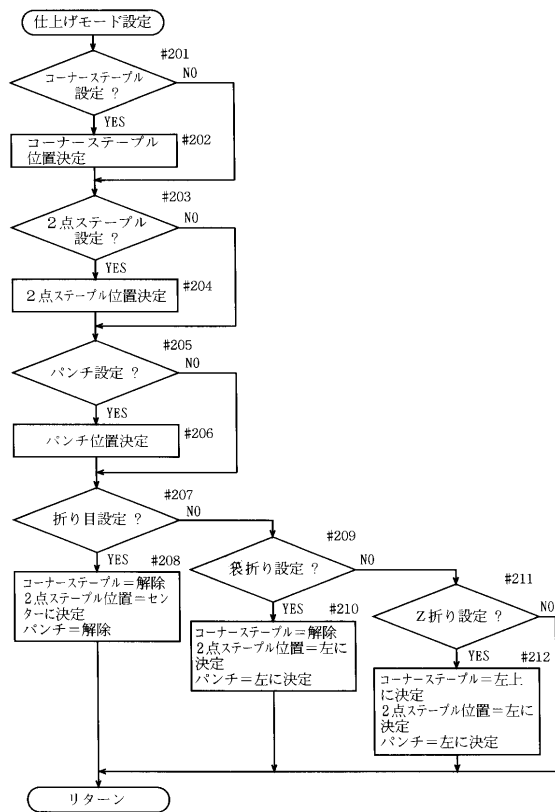 仕上げモード設定
#201
コーナーステープル
設定 ?
NO
YES
#202
コーナーステープル
位置決定
#203
2点ステープル
設定 ?
NO
YES
#204
2点ステープル位置決定
#205
パンチ設定 ?
NO
YES
#206
パンチ位置決定
#207
折り目設定 ?
NO
YES
#208
コーナーステープル=解除
2点ステープル位置=セン
ターに決定
パンチ=解除
#209
袋折り設定 ?
NO
YES
#210
コーナーステープル=解除
2点ステープル位置=左に
決定
パンチ=左に決定
#211
Z折り設定 ?
NO
YES
#212
コーナーステープル=左上
に決定
2点ステープル位置=左に
決定
パンチ=左に決定
リターン